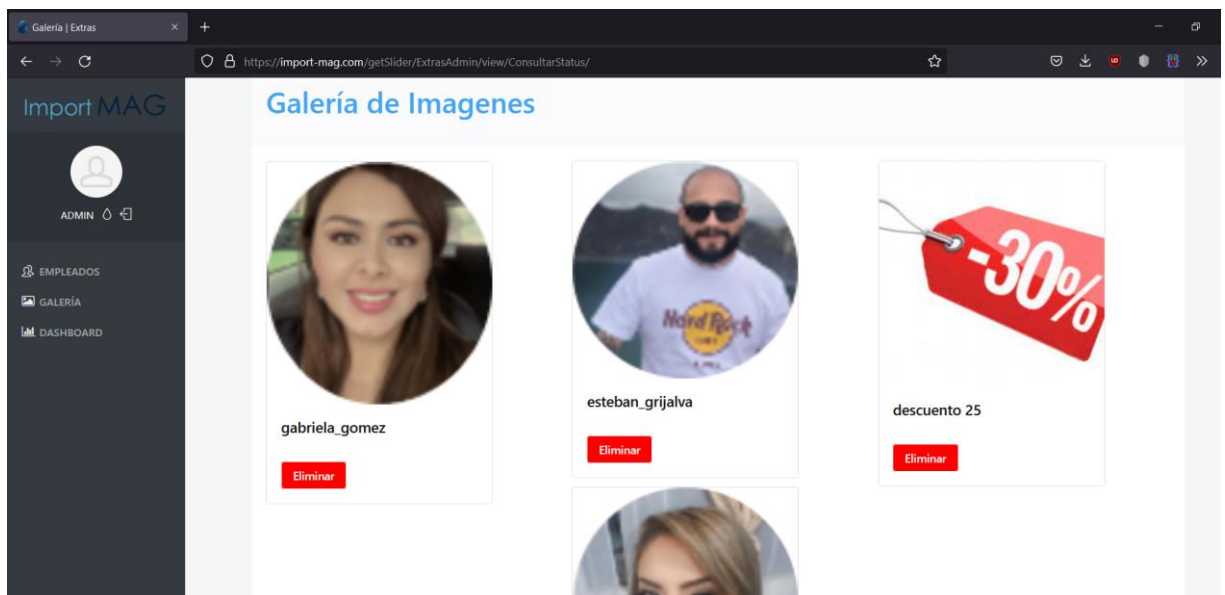 Galería | Extras
https://import-mag.com/getSlider/ExtrasAdmin/view/ConsultarStatus/
Import MAG
ADMIN
EMPLEADOS
GALERÍA
DASHBOARD
Galería de Imagenes
gabriela_gomez
Eliminar
Hard Rock
esteban_grijalva
Eliminar
-30%
descuento 25
Eliminar